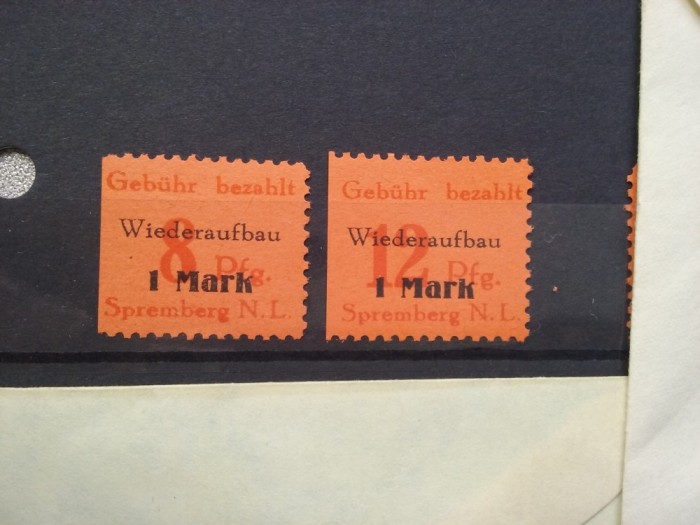 Gebühr bezahlt
Wiederaufbau
8 Pfg.
1 Mark
Spremberg N.L.
Gebühr bezahlt
Wiederaufbau
12 Pfg.
1 Mark
Spremberg N.L.